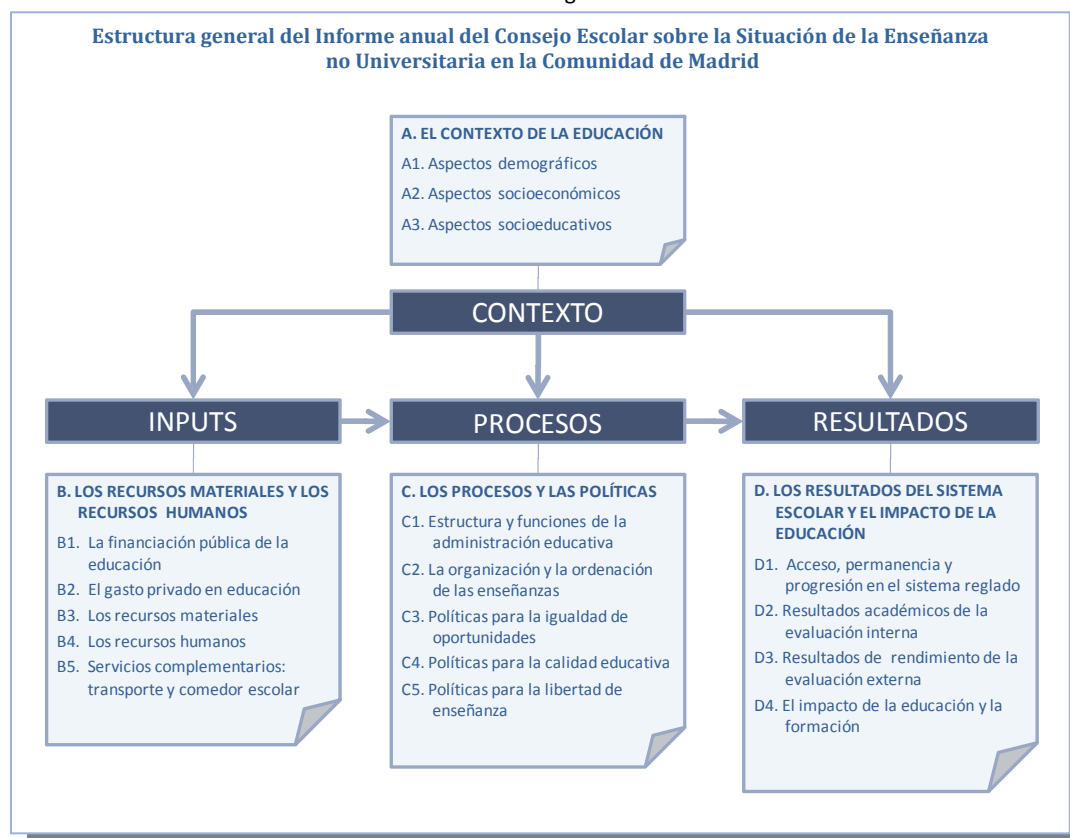 Estructura general del Informe anual del Consejo Escolar sobre la Situación de la Enseñanza
no Universitaria en la Comunidad de Madrid
A. EL CONTEXTO DE LA EDUCACIÓN
A1. Aspectos demográficos
A2. Aspectos socioeconómicos
A3. Aspectos socioeducativos
CONTEXTO
INPUTS
PROCESOS
RESULTADOS
B. LOS RECURSOS MATERIALES Y LOS
RECURSOS HUMANOS
B1. La financiación pública de la
educación
B2. El gasto privado en educación
B3. Los recursos materiales
B4. Los recursos humanos
B5. Servicios complementarios:
transporte y comedor escolar
C. LOS PROCESOS Y LAS POLÍTICAS
C1. Estructura y funciones de la
administración educativa
C2. La organización y la ordenación
de las enseñanzas
C3. Políticas para la igualdad de
oportunidades
C4. Políticas para la calidad educativa
C5. Políticas para la libertad de
enseñanza
D. LOS RESULTADOS DEL SISTEMA
ESCOLAR Y EL IMPACTO DE LA
EDUCACIÓN
D1. Acceso, permanencia y
progresión en el sistema reglado
D2. Resultados académicos de la
evaluación interna
D3. Resultados de rendimiento de la
evaluación externa
D4. El impacto de la educación y la
formación